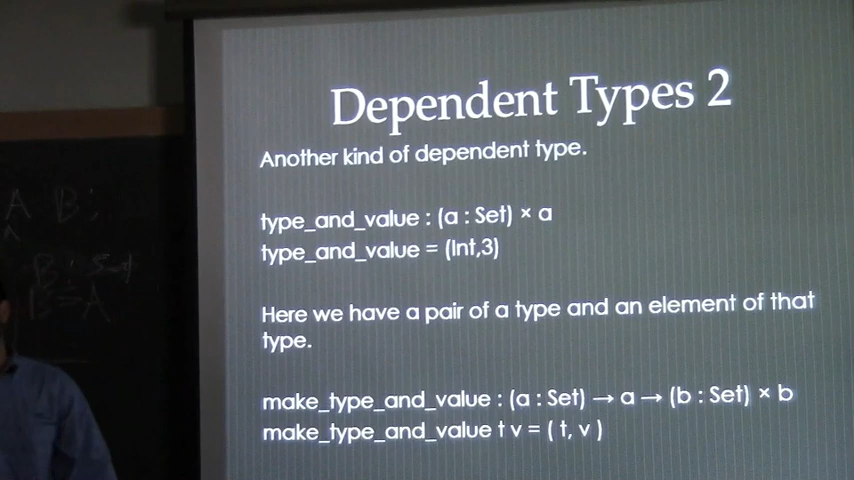 Dependent Types 2
Another kind of dependent type.
type_and_value : (a : Set) × a
type_and_value = (Int,3)
Here we have a pair of a type and an element of that
type.
make_type_and_value : (a : Set) → a → (b : Set) × b
make_type_and_value t v = ( t, v )
A B :
B : Set
B = A